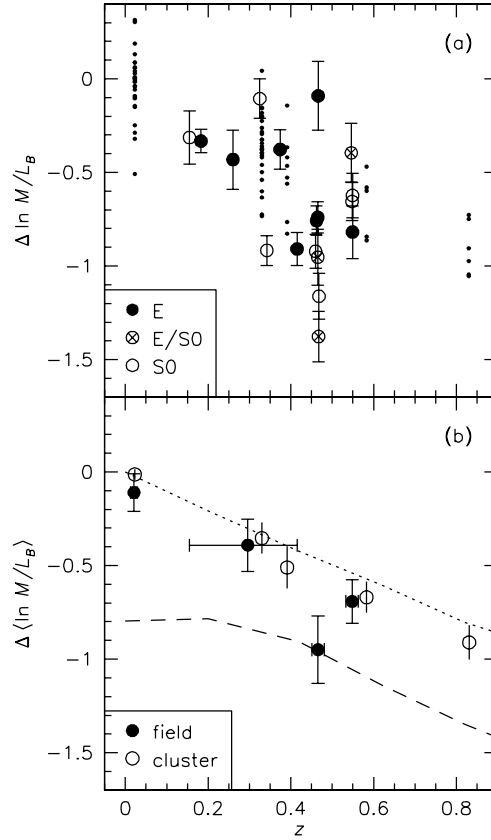 (a)
0
−0.5
−1
−1.5
Δ ln M/L_B
E
E/S0
S0
(b)
0
−0.5
−1
−1.5
Δ⟨ln M/L_B⟩
field
cluster
0 0.2 0.4 0.6 0.8
z